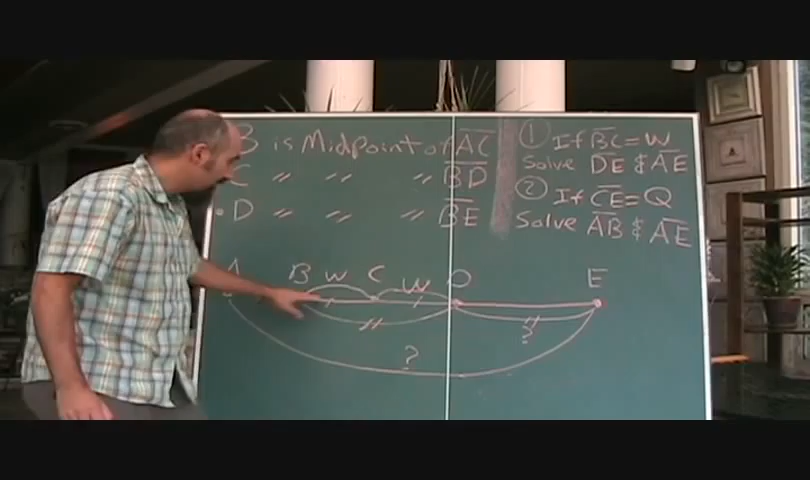 B is Midpoint of AC
C " " " BD
• D " " " BE
① If BC = W
Solve DE & AE
② If CE = Q
Solve AB & AE
A B W C W D E
?
?